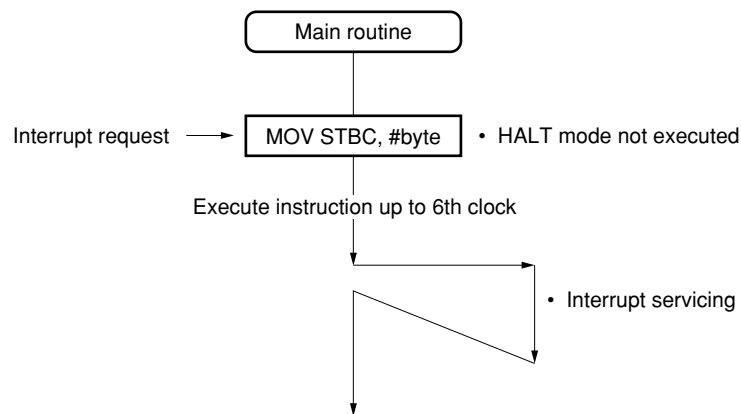 Main routine
Interrupt request
MOV STBC, #byte
• HALT mode not executed
Execute instruction up to 6th clock
• Interrupt servicing